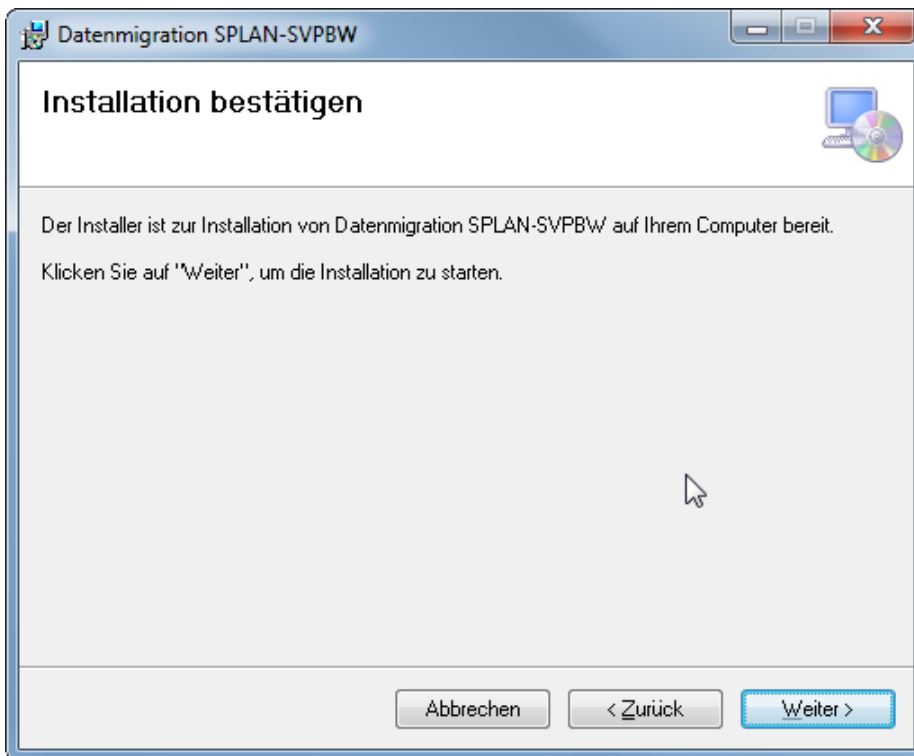 Datenmigration SPLAN-SVPBW
Installation bestätigen
Der Installer ist zur Installation von Datenmigration SPLAN-SVPBW auf Ihrem Computer bereit.
Klicken Sie auf "Weiter", um die Installation zu starten.
Abbrechen
< Zurück
Weiter >